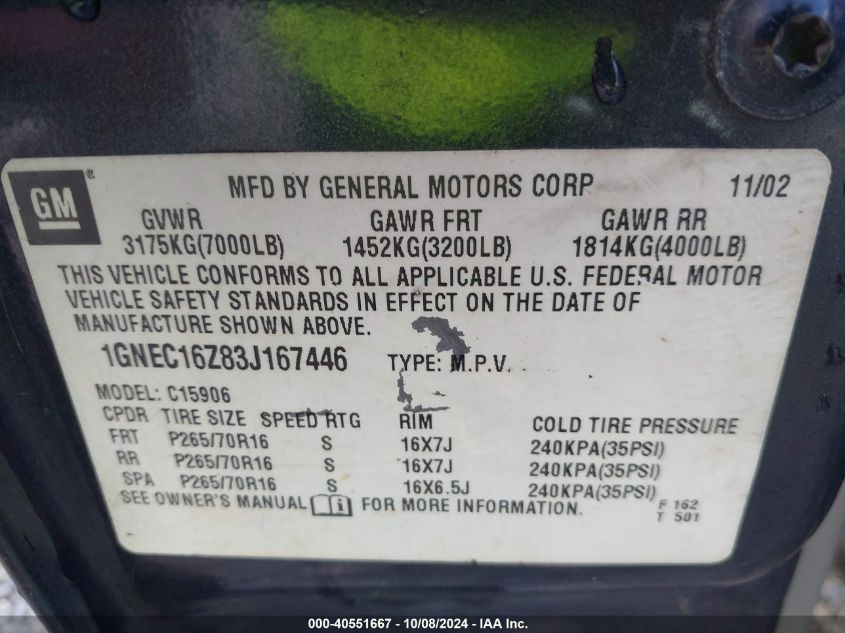 GM
MFD BY GENERAL MOTORS CORP 11/02
GVWR GAWR FRT GAWR RR
3175KG(7000LB) 1452KG(3200LB) 1814KG(4000LB)
THIS VEHICLE CONFORMS TO ALL APPLICABLE U.S. FEDERAL MOTOR
VEHICLE SAFETY STANDARDS IN EFFECT ON THE DATE OF
MANUFACTURE SHOWN ABOVE.
1GNEC16Z83J167446 TYPE: M.P.V.
MODEL: C15906
CPDR TIRE SIZE SPEED RTG RIM COLD TIRE PRESSURE
FRT P265/70R16 S 16X7J 240KPA(35PSI)
RR P265/70R16 S 16X7J 240KPA(35PSI)
SPA P265/70R16 S 16X6.5J 240KPA(35PSI)
SEE OWNER'S MANUAL i FOR MORE INFORMATION. F 162
T 501
000-40551667 - 10/08/2024 - IAA Inc.